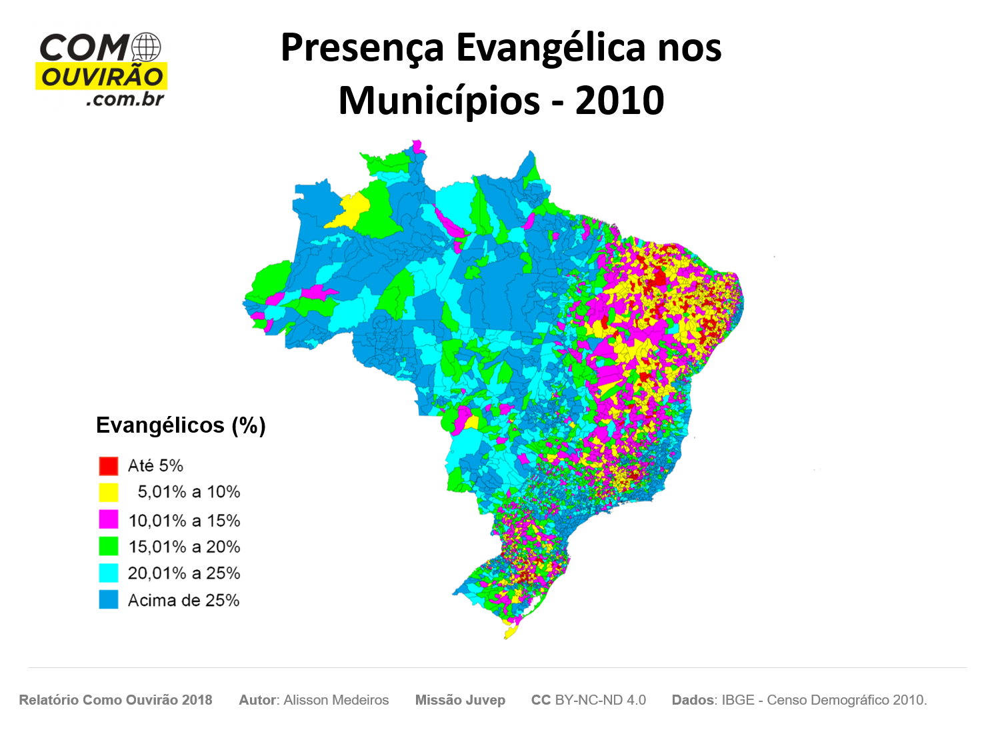 COMO
OUVIRÃO
.com.br
Presença Evangélica nos
Municípios - 2010
Evangélicos (%)
Até 5%
5,01% a 10%
10,01% a 15%
15,01% a 20%
20,01% a 25%
Acima de 25%
Relatório Como Ouvirão 2018 Autor: Alisson Medeiros Missão Juvep CC BY-NC-ND 4.0 Dados: IBGE - Censo Demográfico 2010.